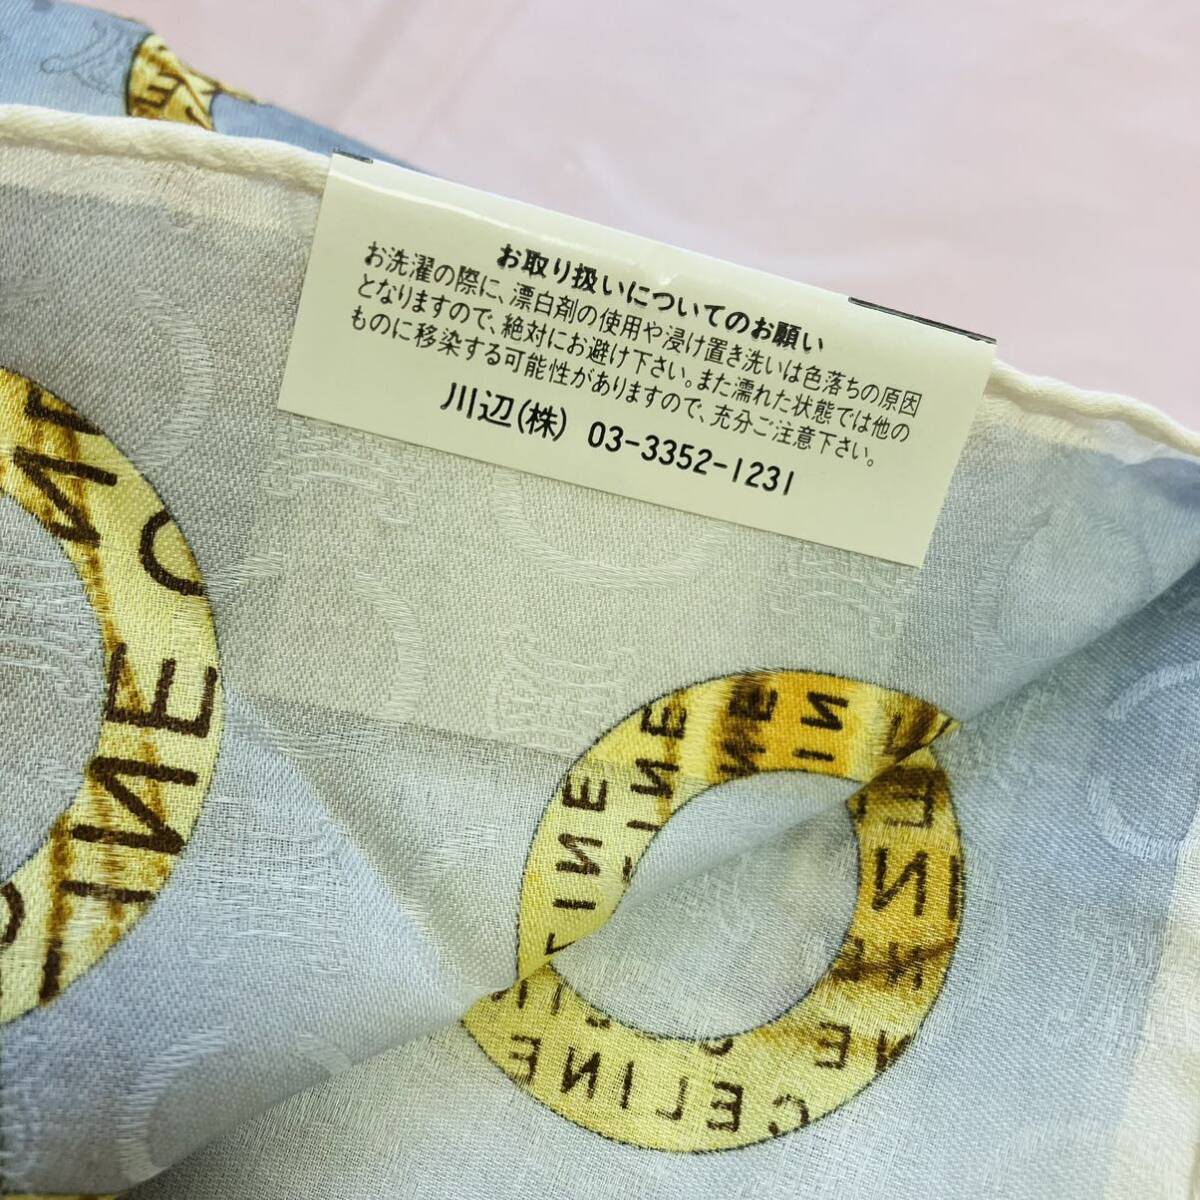 お取り扱いについてのお願い
お洗濯の際に、漂白剤の使用や浸け置き洗いは色落ちの原因
となりますので、絶対にお避け下さい。また濡れた状態では他の
ものに移染する可能性がありますので、充分ご注意下さい。
川辺(株) 03-3352-1231
INE C
CELINE
CELINE